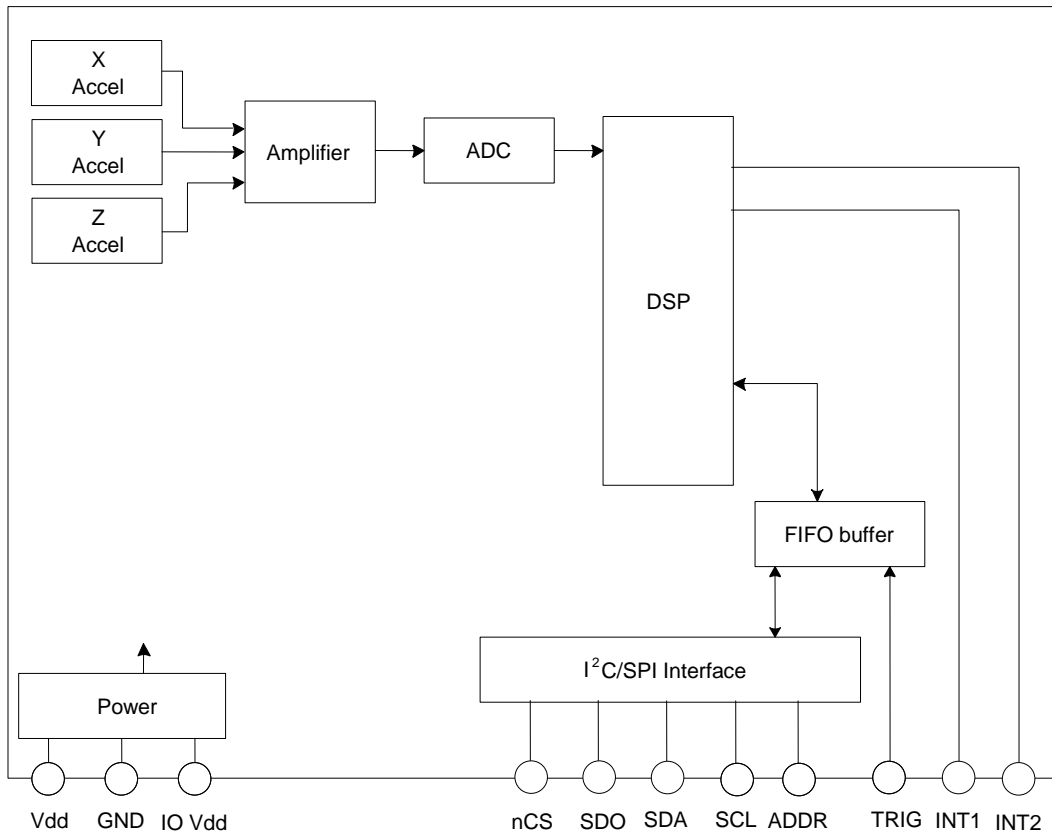 X
Accel
Y
Accel
Z
Accel
Amplifier
ADC
DSP
FIFO buffer
I²C/SPI Interface
Power
Vdd
GND
IO Vdd
nCS
SDO
SDA
SCL
ADDR
TRIG
INT1
INT2